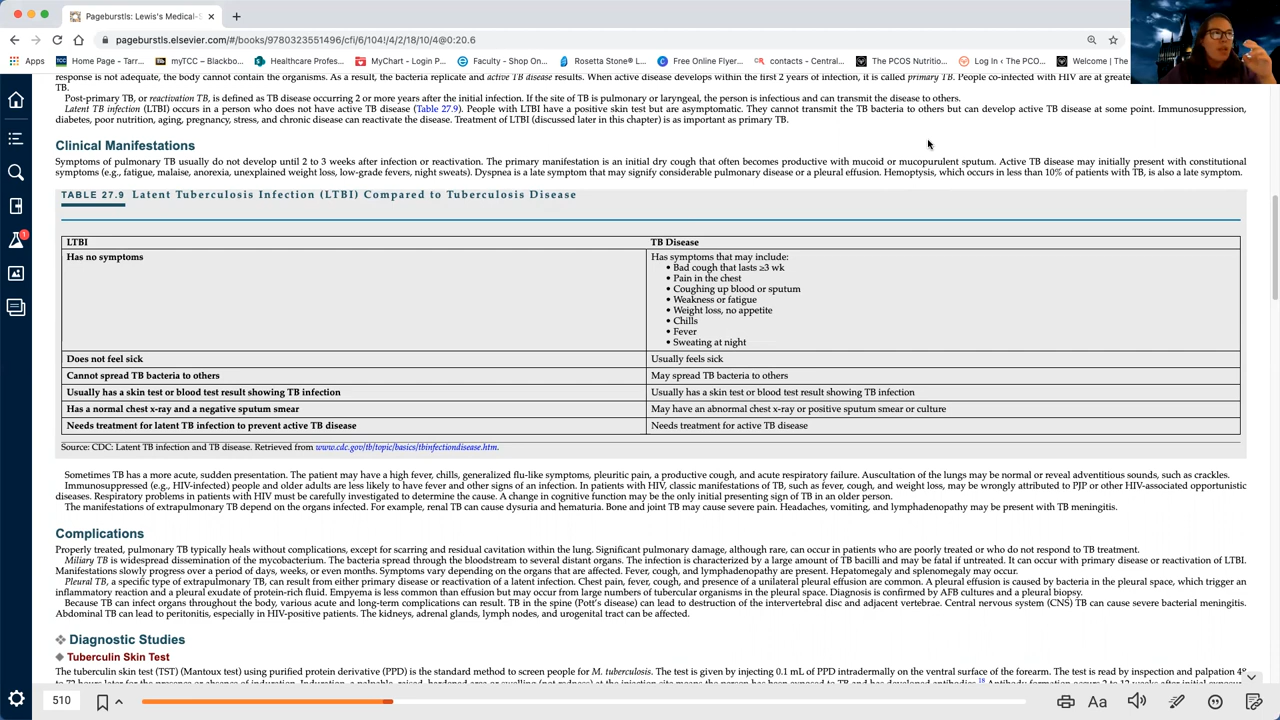 Pageburstls: Lewis's Medical-S
pageburstls.elsevier.com/#/books/9780323551496/cfi/6/104!/4/2/18/10/4@0:20.6
Apps Home Page - Tarr... myTCC – Blackbo... Healthcare Profes... MyChart - Login P... Faculty - Shop On... Rosetta Stone® L... Free Online Flyer... contacts - Central... The PCOS Nutritio... Log In ‹ The PCO... Welcome | The
response is not adequate, the body cannot contain the organisms. As a result, the bacteria replicate and active TB disease results. When active disease develops within the first 2 years of infection, it is called primary TB. People co-infected with HIV are at greate
TB.
Post-primary TB, or reactivation TB, is defined as TB disease occurring 2 or more years after the initial infection. If the site of TB is pulmonary or laryngeal, the person is infectious and can transmit the disease to others.
Latent TB infection (LTBI) occurs in a person who does not have active TB disease (Table 27.9). People with LTBI have a positive skin test but are asymptomatic. They cannot transmit the TB bacteria to others but can develop active TB disease at some point. Immunosuppression,
diabetes, poor nutrition, aging, pregnancy, stress, and chronic disease can reactivate the disease. Treatment of LTBI (discussed later in this chapter) is as important as primary TB.
Clinical Manifestations
Symptoms of pulmonary TB usually do not develop until 2 to 3 weeks after infection or reactivation. The primary manifestation is an initial dry cough that often becomes productive with mucoid or mucopurulent sputum. Active TB disease may initially present with constitutional
symptoms (e.g., fatigue, malaise, anorexia, unexplained weight loss, low-grade fevers, night sweats). Dyspnea is a late symptom that may signify considerable pulmonary disease or a pleural effusion. Hemoptysis, which occurs in less than 10% of patients with TB, is also a late symptom.
TABLE 27.9 Latent Tuberculosis Infection (LTBI) Compared to Tuberculosis Disease
LTBI TB Disease
Has no symptoms Has symptoms that may include:
• Bad cough that lasts ≥3 wk
• Pain in the chest
• Coughing up blood or sputum
• Weakness or fatigue
• Weight loss, no appetite
• Chills
• Fever
• Sweating at night
Does not feel sick Usually feels sick
Cannot spread TB bacteria to others May spread TB bacteria to others
Usually has a skin test or blood test result showing TB infection Usually has a skin test or blood test result showing TB infection
Has a normal chest x-ray and a negative sputum smear May have an abnormal chest x-ray or positive sputum smear or culture
Needs treatment for latent TB infection to prevent active TB disease Needs treatment for active TB disease
Source: CDC: Latent TB infection and TB disease. Retrieved from www.cdc.gov/tb/topic/basics/tbinfectiondisease.htm.
Sometimes TB has a more acute, sudden presentation. The patient may have a high fever, chills, generalized flu-like symptoms, pleuritic pain, a productive cough, and acute respiratory failure. Auscultation of the lungs may be normal or reveal adventitious sounds, such as crackles.
Immunosuppressed (e.g., HIV-infected) people and older adults are less likely to have fever and other signs of an infection. In patients with HIV, classic manifestations of TB, such as fever, cough, and weight loss, may be wrongly attributed to PJP or other HIV-associated opportunistic
diseases. Respiratory problems in patients with HIV must be carefully investigated to determine the cause. A change in cognitive function may be the only initial presenting sign of TB in an older person.
The manifestations of extrapulmonary TB depend on the organs infected. For example, renal TB can cause dysuria and hematuria. Bone and joint TB may cause severe pain. Headaches, vomiting, and lymphadenopathy may be present with TB meningitis.
Complications
Properly treated, pulmonary TB typically heals without complications, except for scarring and residual cavitation within the lung. Significant pulmonary damage, although rare, can occur in patients who are poorly treated or who do not respond to TB treatment.
Miliary TB is widespread dissemination of the mycobacterium. The bacteria spread through the bloodstream to several distant organs. The infection is characterized by a large amount of TB bacilli and may be fatal if untreated. It can occur with primary disease or reactivation of LTBI.
Manifestations slowly progress over a period of days, weeks, or even months. Symptoms vary depending on the organs that are affected. Fever, cough, and lymphadenopathy are present. Hepatomegaly and splenomegaly may occur.
Pleural TB, a specific type of extrapulmonary TB, can result from either primary disease or reactivation of a latent infection. Chest pain, fever, cough, and presence of a unilateral pleural effusion are common. A pleural effusion is caused by bacteria in the pleural space, which trigger an
inflammatory reaction and a pleural exudate of protein-rich fluid. Empyema is less common than effusion but may occur from large numbers of tubercular organisms in the pleural space. Diagnosis is confirmed by AFB cultures and a pleural biopsy.
Because TB can infect organs throughout the body, various acute and long-term complications can result. TB in the spine (Pott's disease) can lead to destruction of the intervertebral disc and adjacent vertebrae. Central nervous system (CNS) TB can cause severe bacterial meningitis.
Abdominal TB can lead to peritonitis, especially in HIV-positive patients. The kidneys, adrenal glands, lymph nodes, and urogenital tract can be affected.
❖ Diagnostic Studies
◆ Tuberculin Skin Test
The tuberculin skin test (TST) (Mantoux test) using purified protein derivative (PPD) is the standard method to screen people for M. tuberculosis. The test is given by injecting 0.1 mL of PPD intradermally on the ventral surface of the forearm. The test is read by inspection and palpation 48
510
Aa